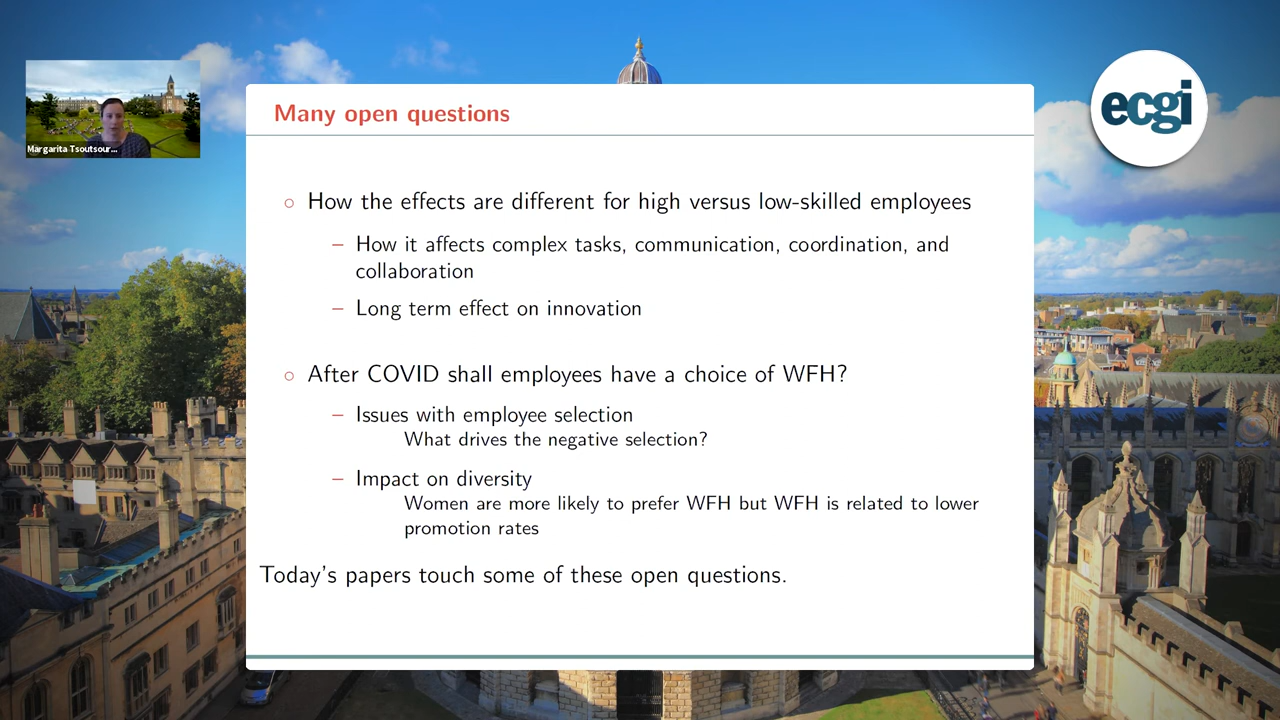 Margarita Tsoutsour...
ecgi
Many open questions
○ How the effects are different for high versus low-skilled employees
– How it affects complex tasks, communication, coordination, and
collaboration
– Long term effect on innovation
○ After COVID shall employees have a choice of WFH?
– Issues with employee selection
What drives the negative selection?
– Impact on diversity
Women are more likely to prefer WFH but WFH is related to lower
promotion rates
Today's papers touch some of these open questions.